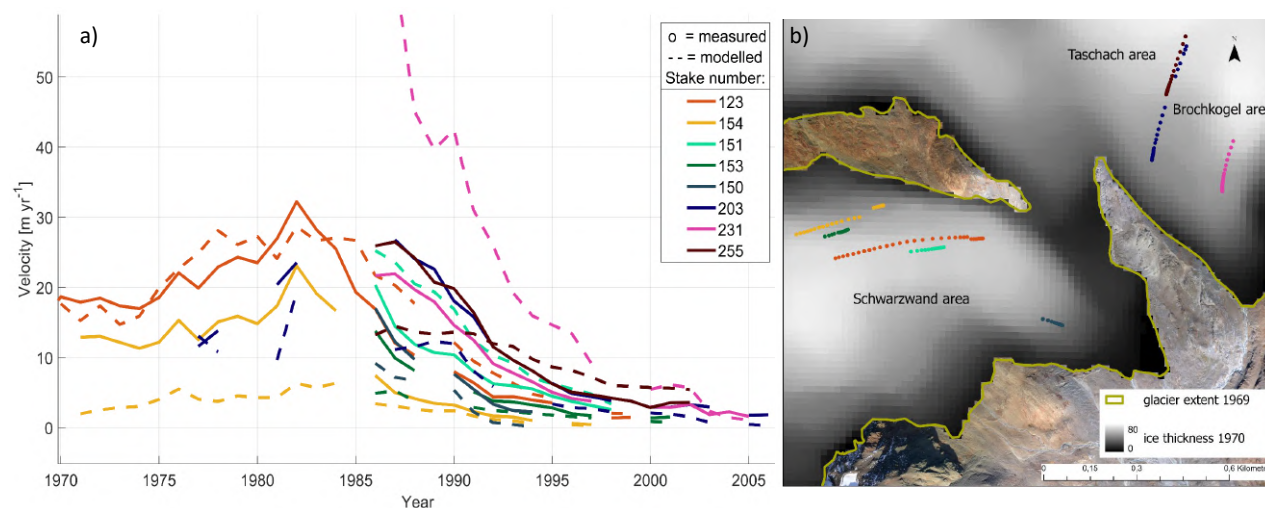 a)
o = measured
-- = modelled
Stake number:
123
154
151
153
150
203
231
255
Velocity [m yr-1]
50
40
30
20
10
0
1970
1975
1980
1985
1990
1995
2000
2005
Year
b)
N
Taschach area
Brochkogel are
Schwarzwand area
glacier extent 1969
80
0
ice thickness 1970
0
0,15
0.3
0.6 Kilomete